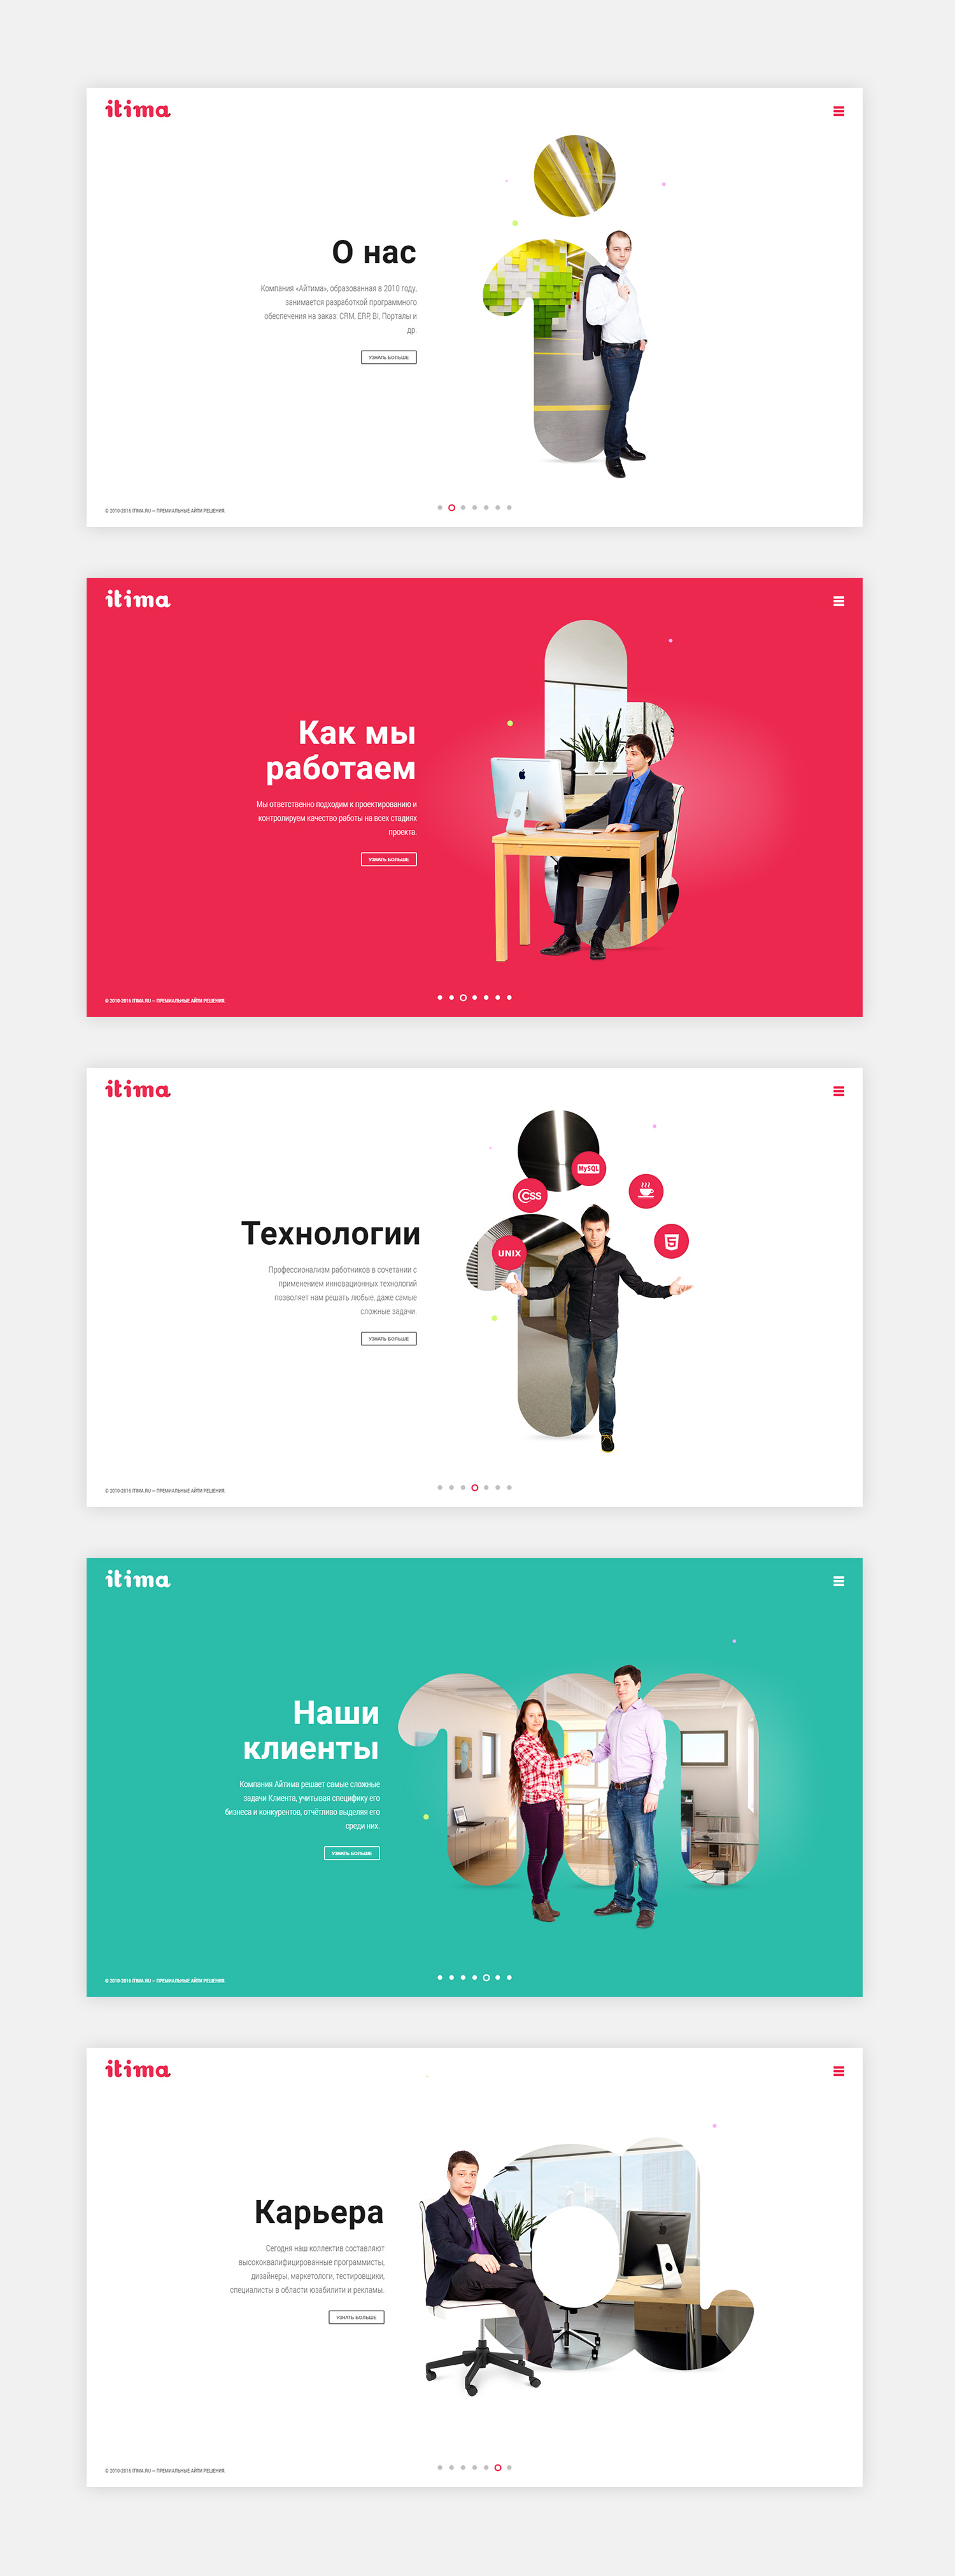 itima
О нас
Компания «Айтима», образованная в 2010 году,
занимается разработкой программного
обеспечения на заказ: CRM, ERP, BI, Порталы и
др.
УЗНАТЬ БОЛЬШЕ
© 2010-2016 ITIMA.RU – ПРЕМИАЛЬНЫЕ АЙТИ РЕШЕНИЯ.
itima
Как мы
работаем
Мы ответственно подходим к проектированию и
контролируем качество работы на всех стадиях
проекта.
УЗНАТЬ БОЛЬШЕ
© 2010-2016 ITIMA.RU – ПРЕМИАЛЬНЫЕ АЙТИ РЕШЕНИЯ.
itima
MySQL
CSS
5
UNIX
Технологии
Профессионализм работников в сочетании с
применением инновационных технологий
позволяет нам решать любые, даже самые
сложные задачи.
УЗНАТЬ БОЛЬШЕ
© 2010-2016 ITIMA.RU – ПРЕМИАЛЬНЫЕ АЙТИ РЕШЕНИЯ.
itima
Наши
клиенты
Компания Айтима решает самые сложные
задачи Клиента, учитывая специфику его
бизнеса и конкурентов, отчётливо выделяя его
среди них.
УЗНАТЬ БОЛЬШЕ
© 2010-2016 ITIMA.RU – ПРЕМИАЛЬНЫЕ АЙТИ РЕШЕНИЯ.
itima
Карьера
Сегодня наш коллектив составляют
высококвалифицированные программисты,
дизайнеры, маркетологи, тестировщики,
специалисты в области юзабилити и рекламы.
УЗНАТЬ БОЛЬШЕ
© 2010-2016 ITIMA.RU – ПРЕМИАЛЬНЫЕ АЙТИ РЕШЕНИЯ.